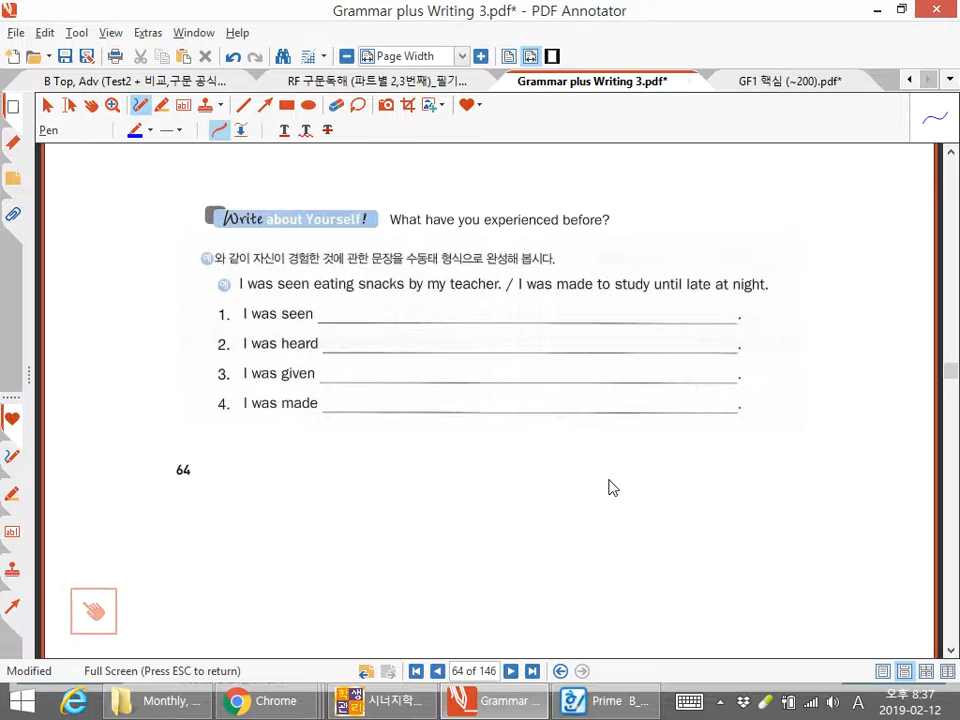 Grammar plus Writing 3.pdf* - PDF Annotator
File Edit Tool View Extras Window Help
Page Width
B Top, Adv (Test2 + 비교,구문 공식...
RF 구문독해 (파트별 2,3번째)_필기...
Grammar plus Writing 3.pdf*
GF1 핵심 (~200).pdf*
Pen
Write about Yourself! What have you experienced before?
예와 같이 자신이 경험한 것에 관한 문장을 수동태 형식으로 완성해 봅시다.
예 I was seen eating snacks by my teacher. / I was made to study until late at night.
1. I was seen .
2. I was heard .
3. I was given .
4. I was made .
64
Modified Full Screen (Press ESC to return) 64 of 146
Monthly, ... Chrome 학생관리 시너지학... Grammar ... Prime B_... A 오후 8:37
2019-02-12